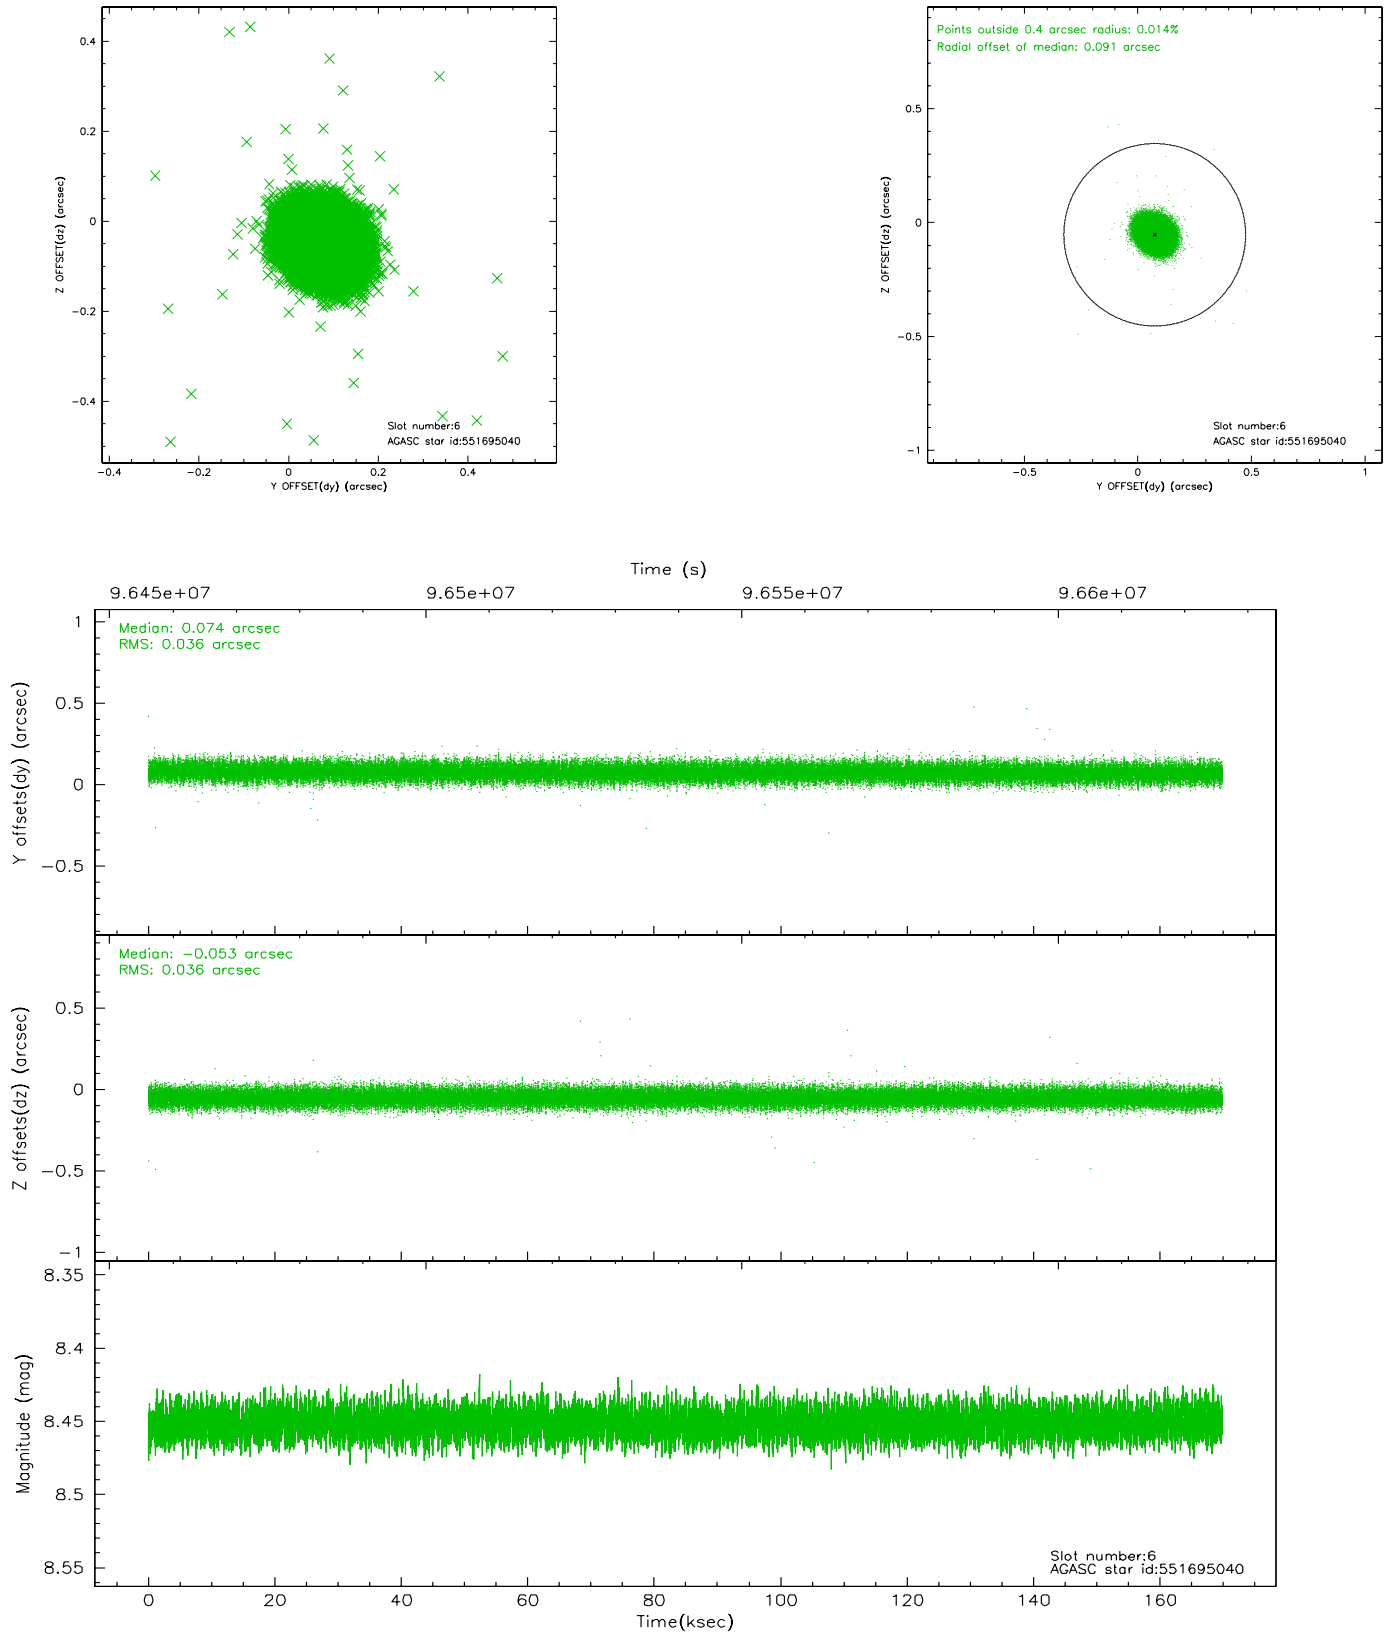 0.4
0.2
0
−0.2
−0.4
Z OFFSET(dz) (arcsec)
−0.4 −0.2 0 0.2 0.4
Y OFFSET(dy) (arcsec)
Slot number:6
AGASC star id:551695040
Points outside 0.4 arcsec radius: 0.014%
Radial offset of median: 0.091 arcsec
0.5
0
−0.5
−1
Z OFFSET(dz) (arcsec)
−0.5 0 0.5 1
Y OFFSET(dy) (arcsec)
Slot number:6
AGASC star id:551695040
Time (s)
9.645e+07 9.65e+07 9.655e+07 9.66e+07
Median: 0.074 arcsec
RMS: 0.036 arcsec
1
0.5
0
−0.5
Y offsets(dy) (arcsec)
Median: −0.053 arcsec
RMS: 0.036 arcsec
0.5
0
−0.5
−1
Z offsets(dz) (arcsec)
8.35
8.4
8.45
8.5
8.55
Magnitude (mag)
Slot number:6
AGASC star id:551695040
0 20 40 60 80 100 120 140 160
Time(ksec)